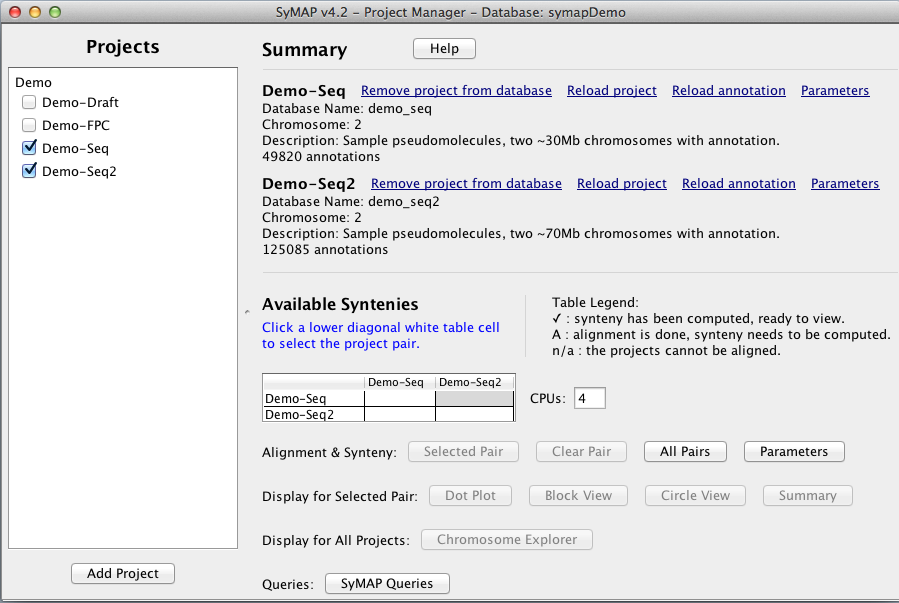 SyMAP v4.2 - Project Manager - Database: symapDemo
Projects
Demo
Demo-Draft
Demo-FPC
Demo-Seq
Demo-Seq2
Add Project
Summary Help
Demo-Seq Remove project from database Reload project Reload annotation Parameters
Database Name: demo_seq
Chromosome: 2
Description: Sample pseudomolecules, two ~30Mb chromosomes with annotation.
49820 annotations
Demo-Seq2 Remove project from database Reload project Reload annotation Parameters
Database Name: demo_seq2
Chromosome: 2
Description: Sample pseudomolecules, two ~70Mb chromosomes with annotation.
125085 annotations
Available Syntenies
Click a lower diagonal white table cell
to select the project pair.
Table Legend:
✓ : synteny has been computed, ready to view.
A : alignment is done, synteny needs to be computed.
n/a : the projects cannot be aligned.
Demo-Seq Demo-Seq2
Demo-Seq
Demo-Seq2
CPUs: 4
Alignment & Synteny: Selected Pair Clear Pair All Pairs Parameters
Display for Selected Pair: Dot Plot Block View Circle View Summary
Display for All Projects: Chromosome Explorer
Queries: SyMAP Queries